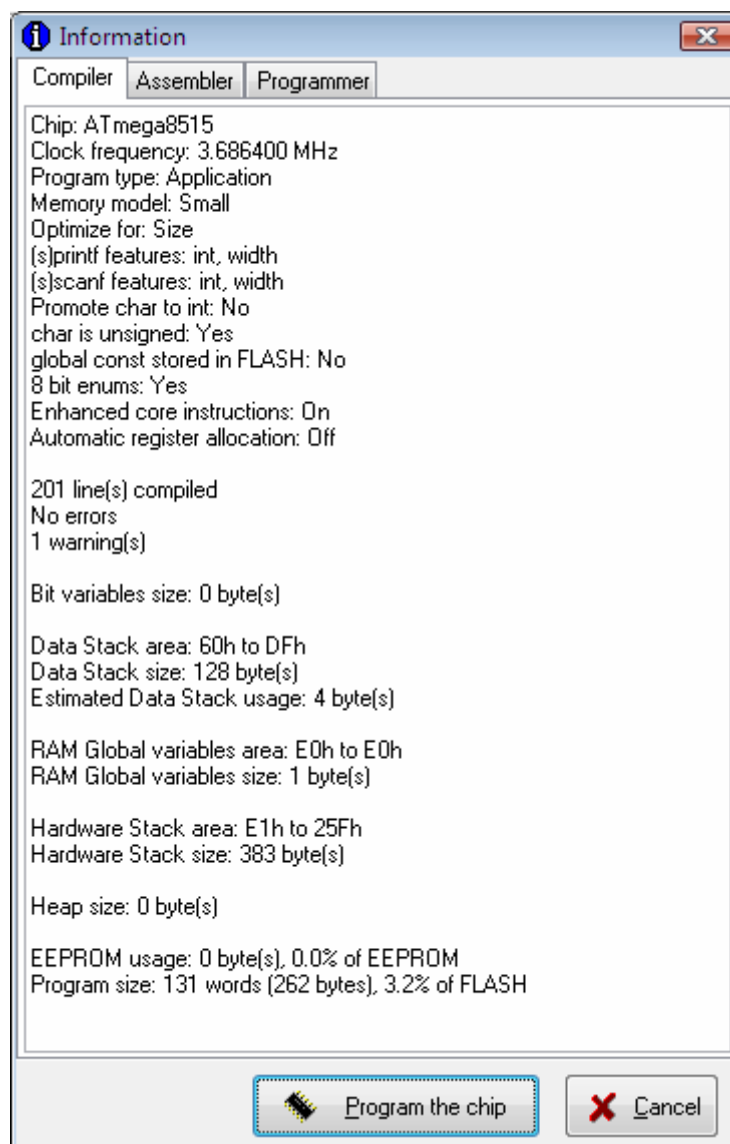 Information
Compiler Assembler Programmer
Chip: ATmega8515
Clock frequency: 3.686400 MHz
Program type: Application
Memory model: Small
Optimize for: Size
(s)printf features: int, width
(s)scanf features: int, width
Promote char to int: No
char is unsigned: Yes
global const stored in FLASH: No
8 bit enums: Yes
Enhanced core instructions: On
Automatic register allocation: Off
201 line(s) compiled
No errors
1 warning(s)
Bit variables size: 0 byte(s)
Data Stack area: 60h to DFh
Data Stack size: 128 byte(s)
Estimated Data Stack usage: 4 byte(s)
RAM Global variables area: E0h to E0h
RAM Global variables size: 1 byte(s)
Hardware Stack area: E1h to 25Fh
Hardware Stack size: 383 byte(s)
Heap size: 0 byte(s)
EEPROM usage: 0 byte(s), 0.0% of EEPROM
Program size: 131 words (262 bytes), 3.2% of FLASH
Program the chip Cancel